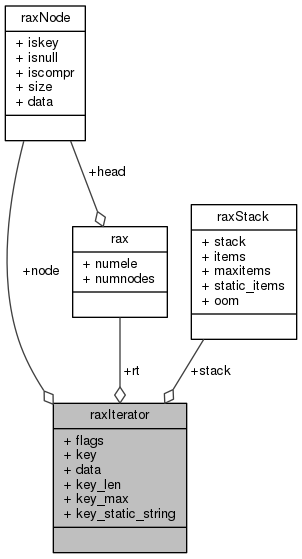 raxNode
+ iskey
+ isnull
+ iscompr
+ size
+ data
+head
rax
+ numele
+ numnodes
raxStack
+ stack
+ items
+ maxitems
+ static_items
+ oom
+node
+rt
+stack
raxIterator
+ flags
+ key
+ data
+ key_len
+ key_max
+ key_static_string